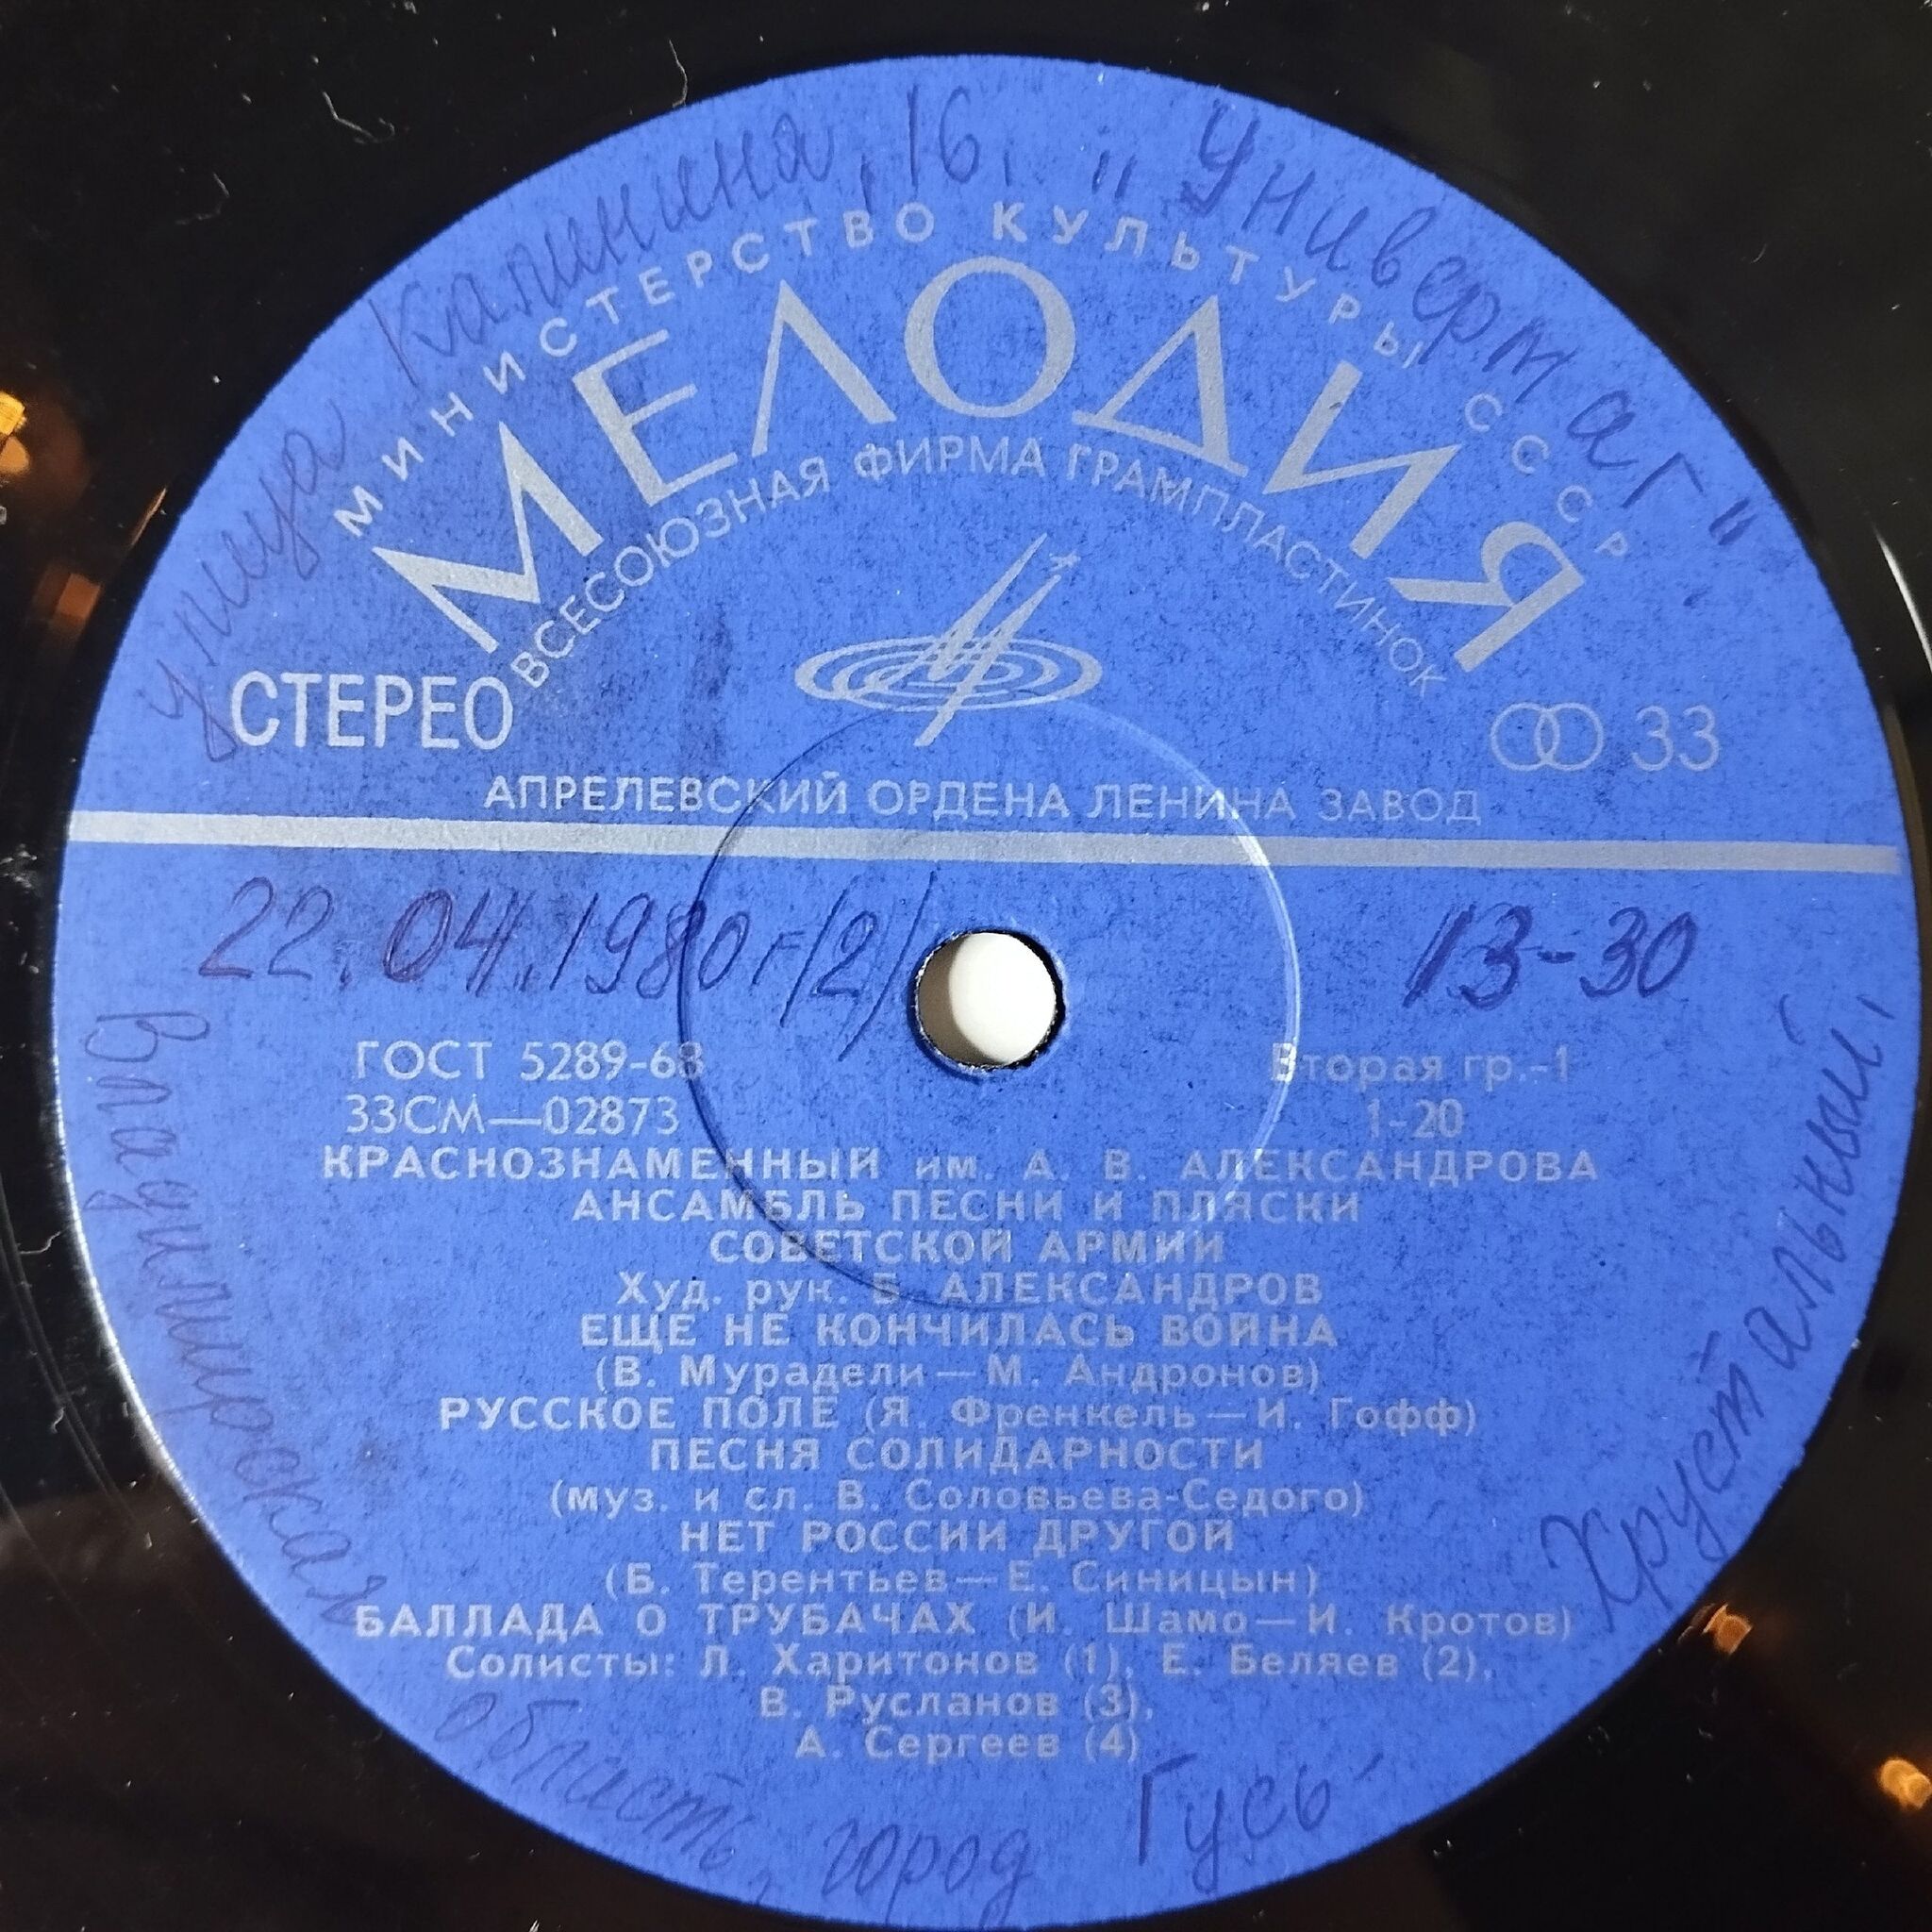 улица Калинина, 16. „Универмаг"
МИНИСТЕРСТВО КУЛЬТУРЫ СССР
МЕЛОДИЯ
ВСЕСОЮЗНАЯ ФИРМА ГРАМПЛАСТИНОК
СТЕРЕО
33
АПРЕЛЕВСКИЙ ОРДЕНА ЛЕНИНА ЗАВОД
22.04.1980г/2/
13-30
ГОСТ 5289-68
Вторая гр.-1
33СМ—02873
1-20
КРАСНОЗНАМЕННЫЙ им. А. В. АЛЕКСАНДРОВА
АНСАМБЛЬ ПЕСНИ И ПЛЯСКИ
СОВЕТСКОЙ АРМИИ
Худ. рук. Б. АЛЕКСАНДРОВ
ЕЩЕ НЕ КОНЧИЛАСЬ ВОЙНА
(В. Мурадели—М. Андронов)
РУССКОЕ ПОЛЕ (Я. Френкель—И. Гофф)
ПЕСНЯ СОЛИДАРНОСТИ
(муз. и сл. В. Соловьева-Седого)
НЕТ РОССИИ ДРУГОЙ
(Б. Терентьев—Е. Синицын)
БАЛЛАДА О ТРУБАЧАХ (И. Шамо—И. Кротов)
Солисты: Л. Харитонов (1), Е. Беляев (2),
В. Русланов (3),
А. Сергеев (4)
Владимирская область, город Гусь-Хрустальный,